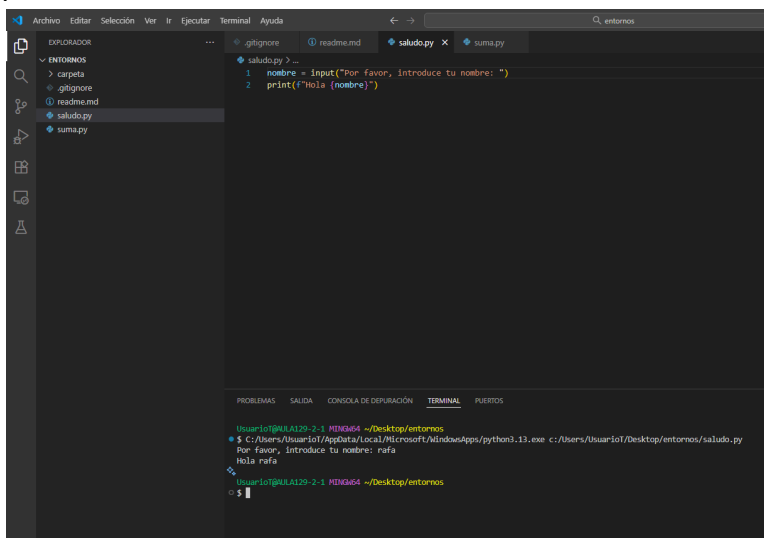 Archivo Editar Selección Ver Ir Ejecutar Terminal Ayuda
entornos
EXPLORADOR
ENTORNOS
carpeta
.gitignore
readme.md
saludo.py
suma.py
.gitignore readme.md saludo.py suma.py
saludo.py > ...
1 nombre = input("Por favor, introduce tu nombre: ")
2 print(f"Hola {nombre}")
PROBLEMAS SALIDA CONSOLA DE DEPURACIÓN TERMINAL PUERTOS
UsuarioT@AULA129-2-1 MINGW64 ~/Desktop/entornos
$ C:/Users/UsuarioT/AppData/Local/Microsoft/WindowsApps/python3.13.exe c:/Users/UsuarioT/Desktop/entornos/saludo.py
Por favor, introduce tu nombre: rafa
Hola rafa
UsuarioT@AULA129-2-1 MINGW64 ~/Desktop/entornos
$